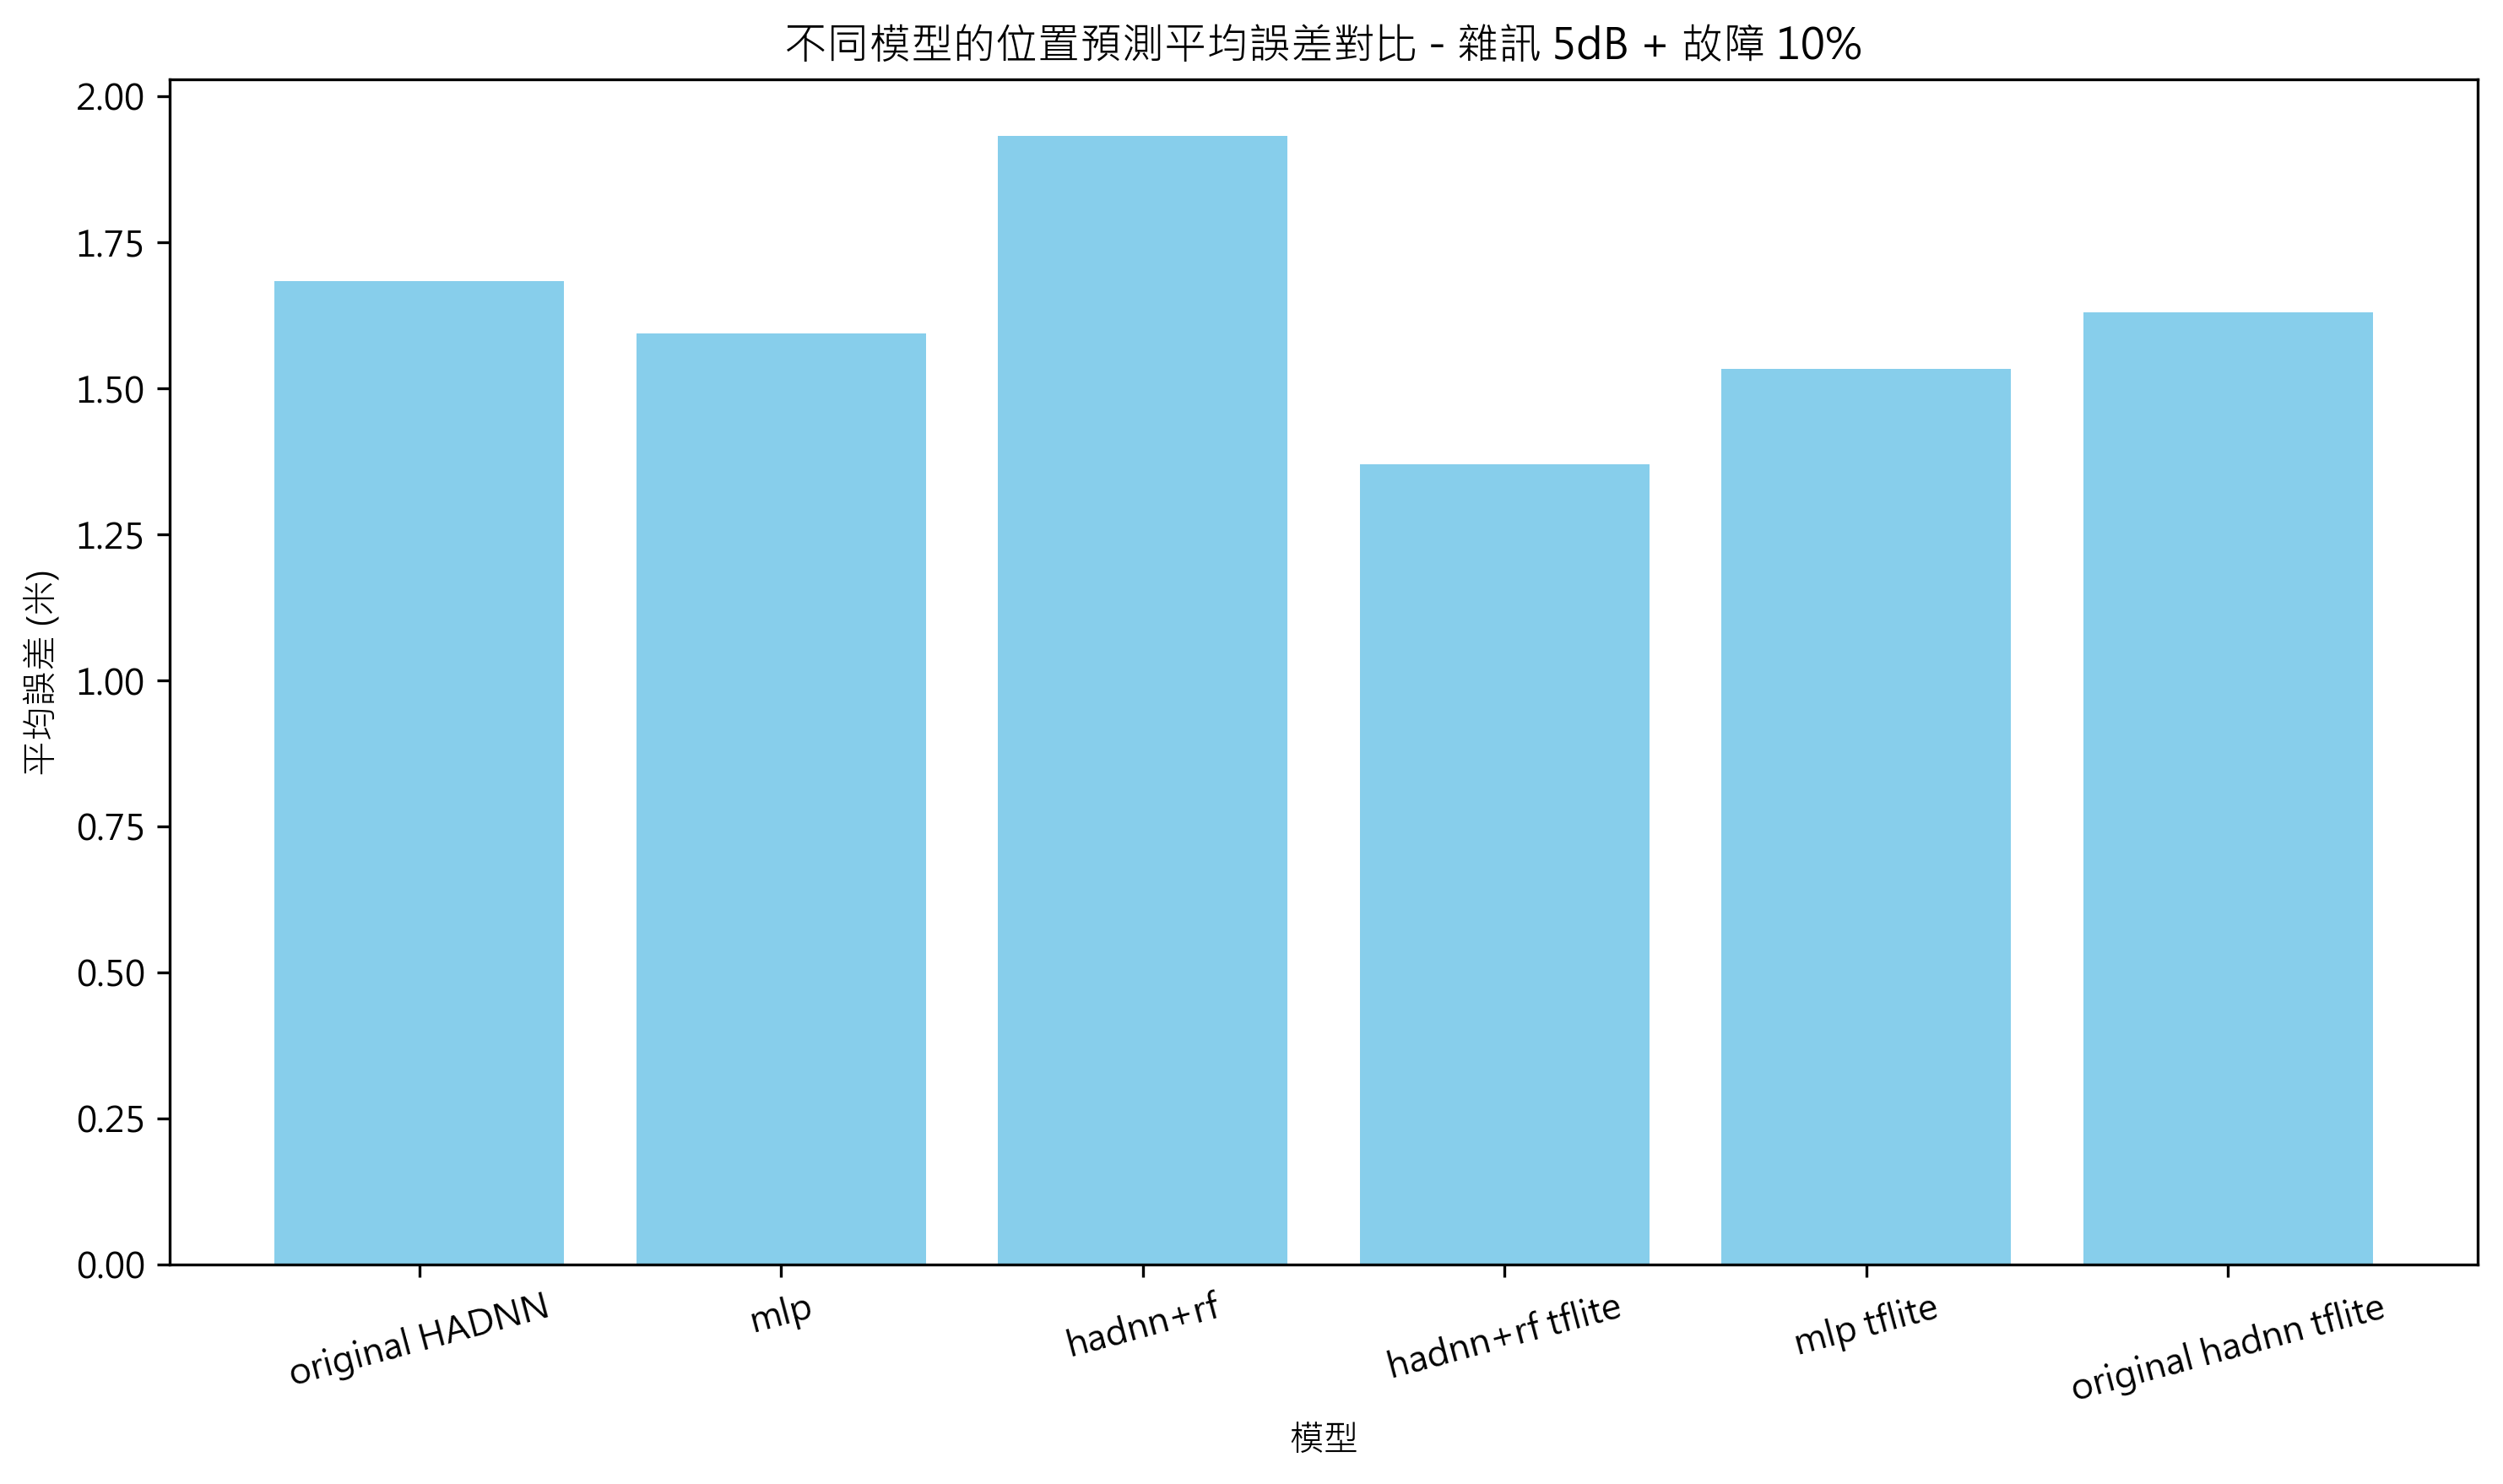 不同模型的位置預測平均誤差對比 - 雜訊 5dB + 故障 10%
平均誤差 (米)
2.00
1.75
1.50
1.25
1.00
0.75
0.50
0.25
0.00
original HADNN
mlp
hadnn+rf
hadnn+rf tflite
mlp tflite
original hadnn tflite
模型